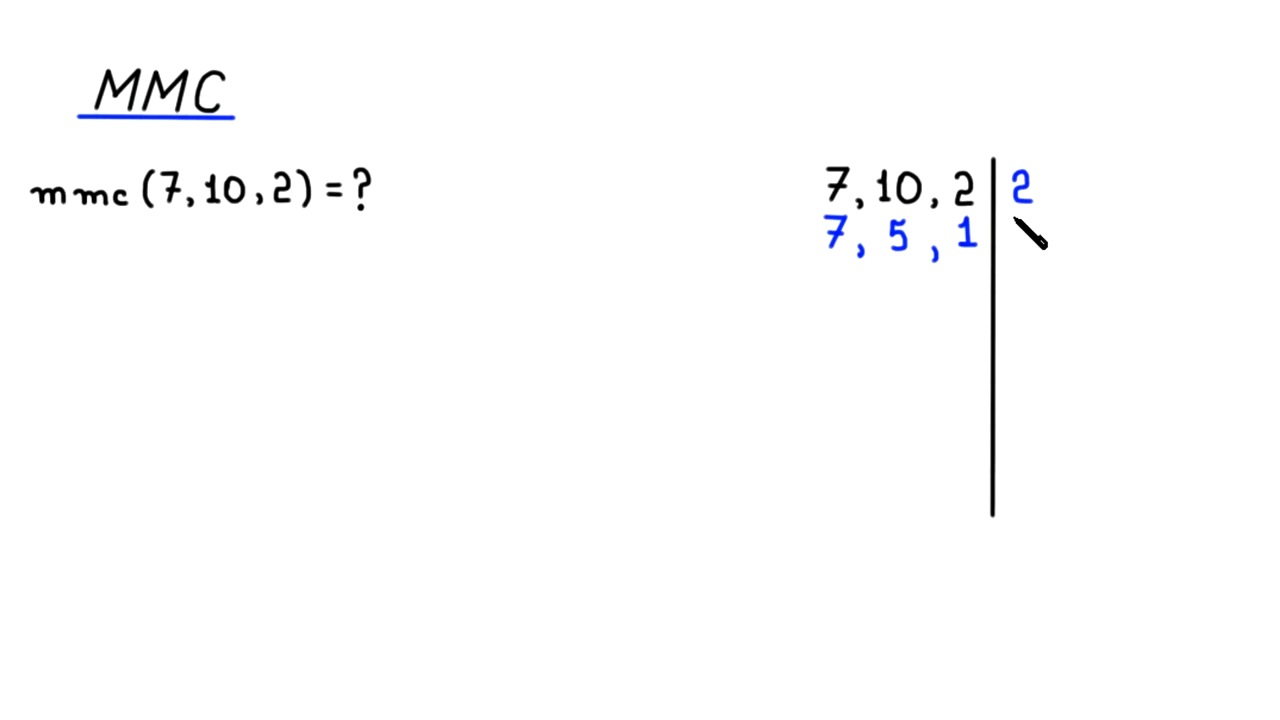 MMC
mmc (7, 10, 2) = ?
7, 10, 2 | 2
7, 5, 1